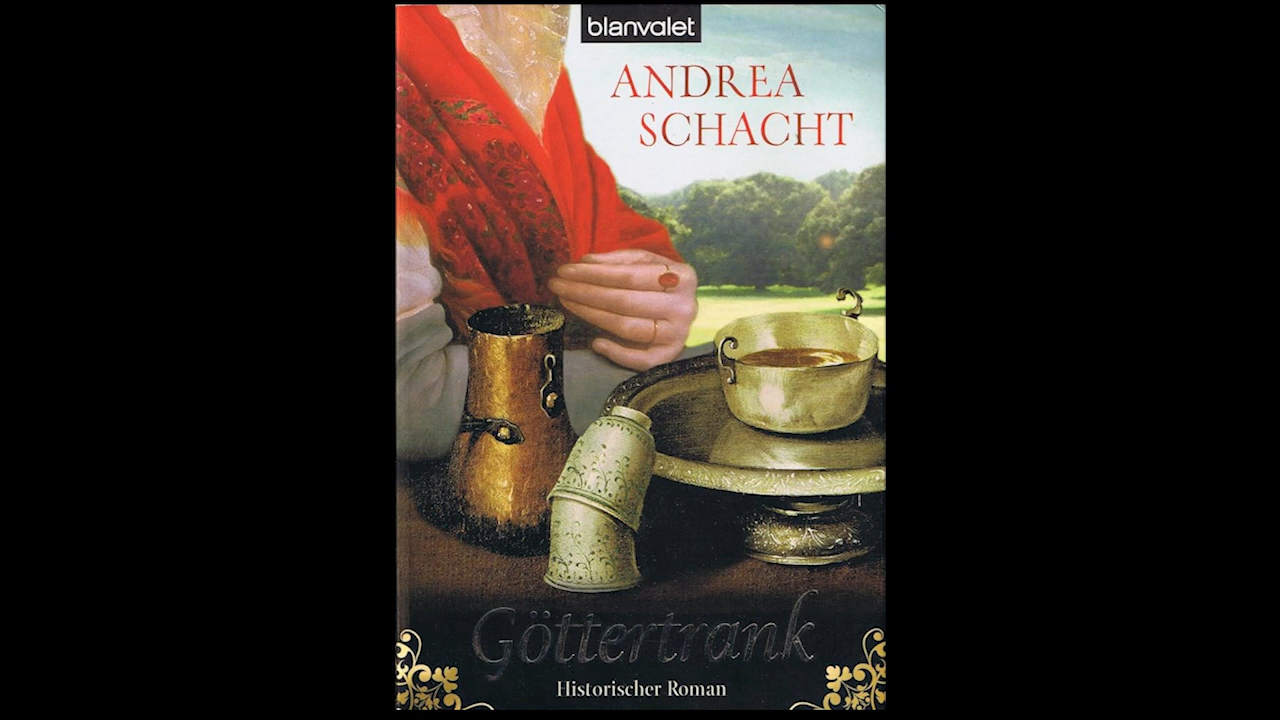 blanvalet
ANDREA
SCHACHT
Göttertrank
Historischer Roman